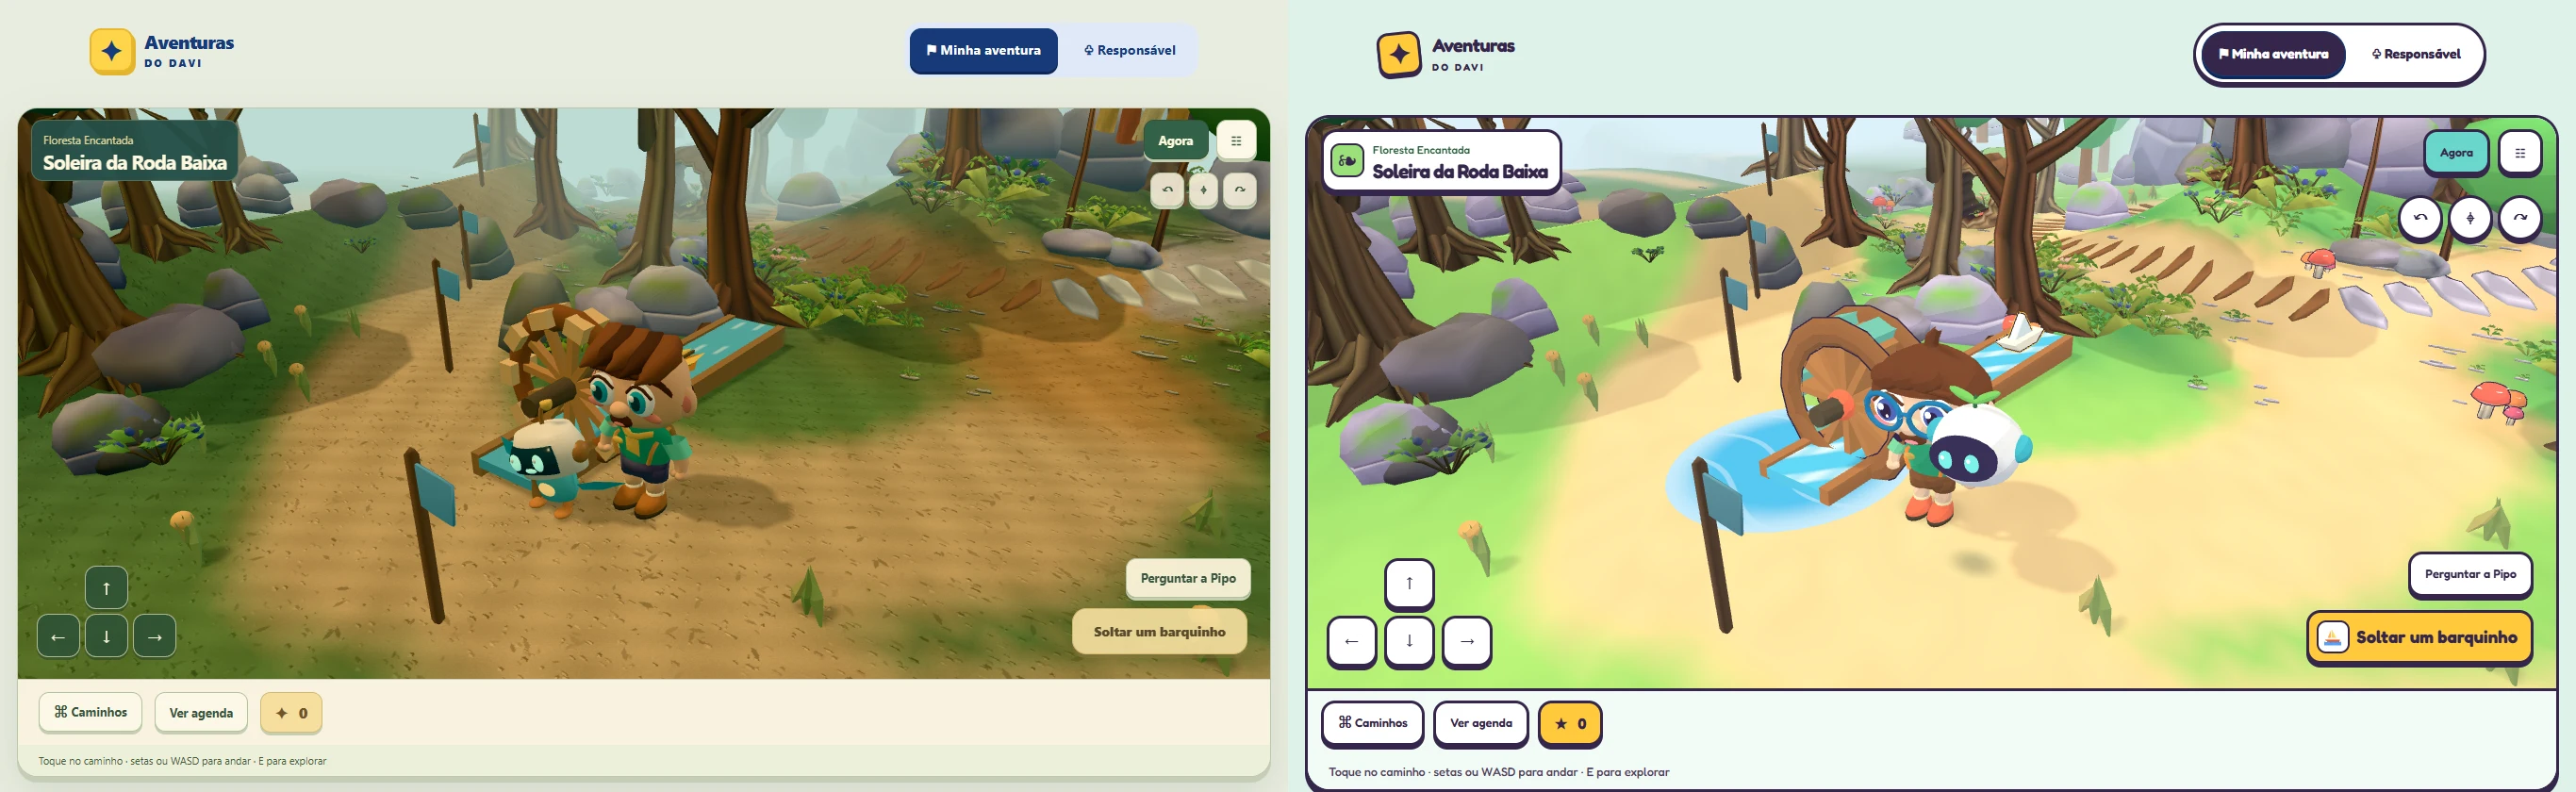 Aventuras
DO DAVI
Minha aventura
Responsável
Floresta Encantada
Soleira da Roda Baixa
Agora
Perguntar a Pipo
Soltar um barquinho
↑
← ↓ →
⌘ Caminhos
Ver agenda
✦ 0
Toque no caminho · setas ou WASD para andar · E para explorar
Aventuras
DO DAVI
Minha aventura
Responsável
Floresta Encantada
Soleira da Roda Baixa
Agora
Perguntar a Pipo
Soltar um barquinho
↑
← ↓ →
⌘ Caminhos
Ver agenda
★ 0
Toque no caminho · setas ou WASD para andar · E para explorar